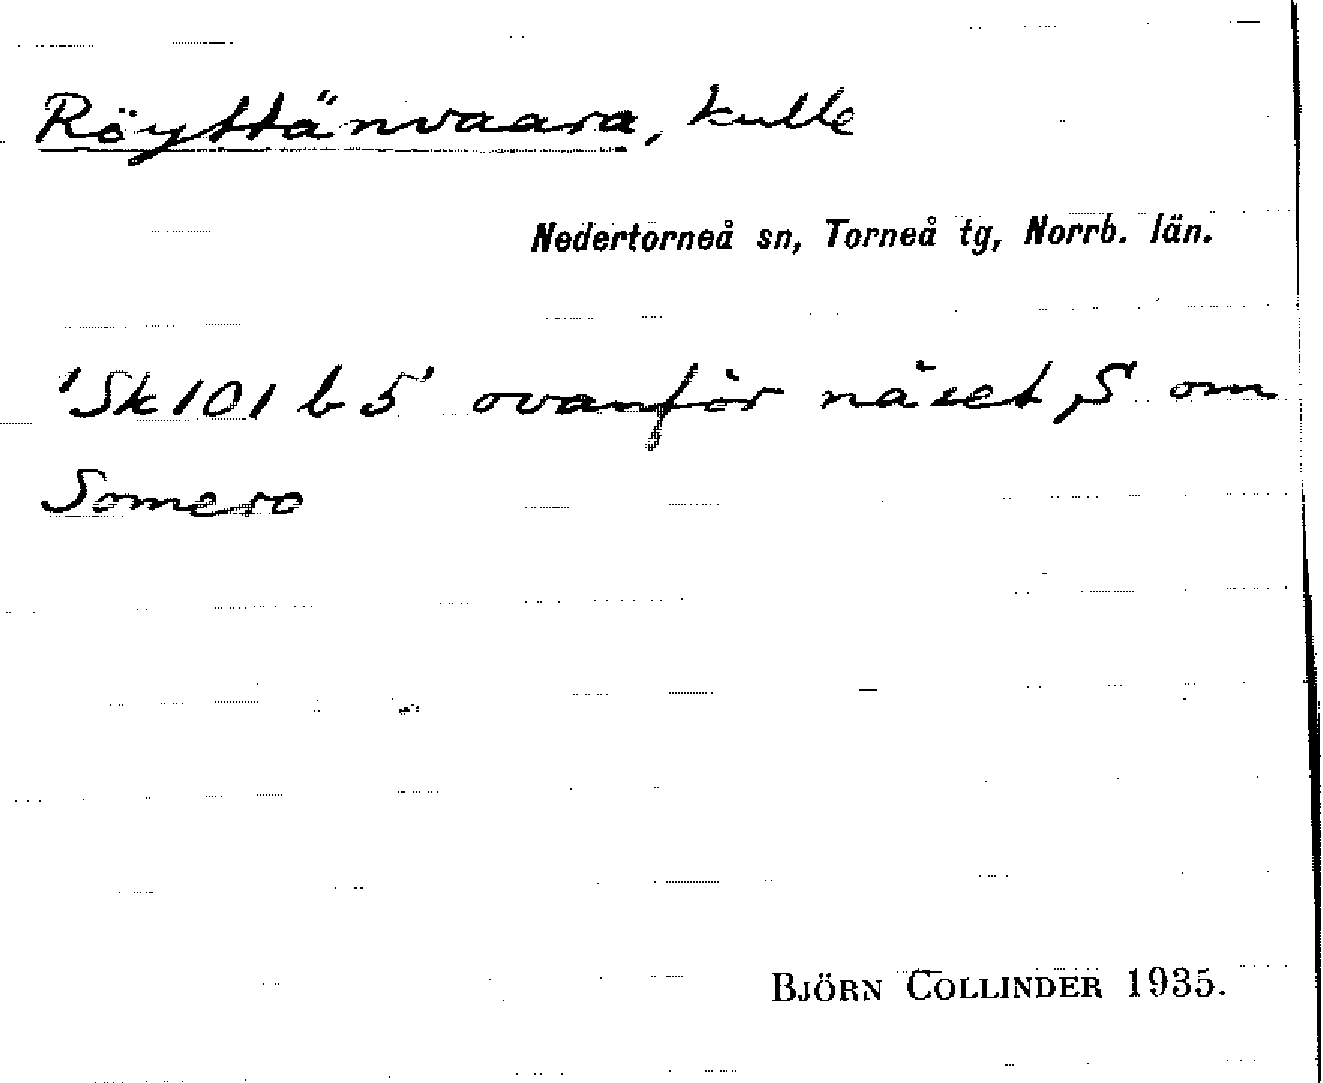 Röyttänvaara, kulle
Nedertorneå sn, Torneå tg, Norrb. län.
'Sk 101 b 5' ovanför näset, S om
Somero
BJÖRN COLLINDER 1935.